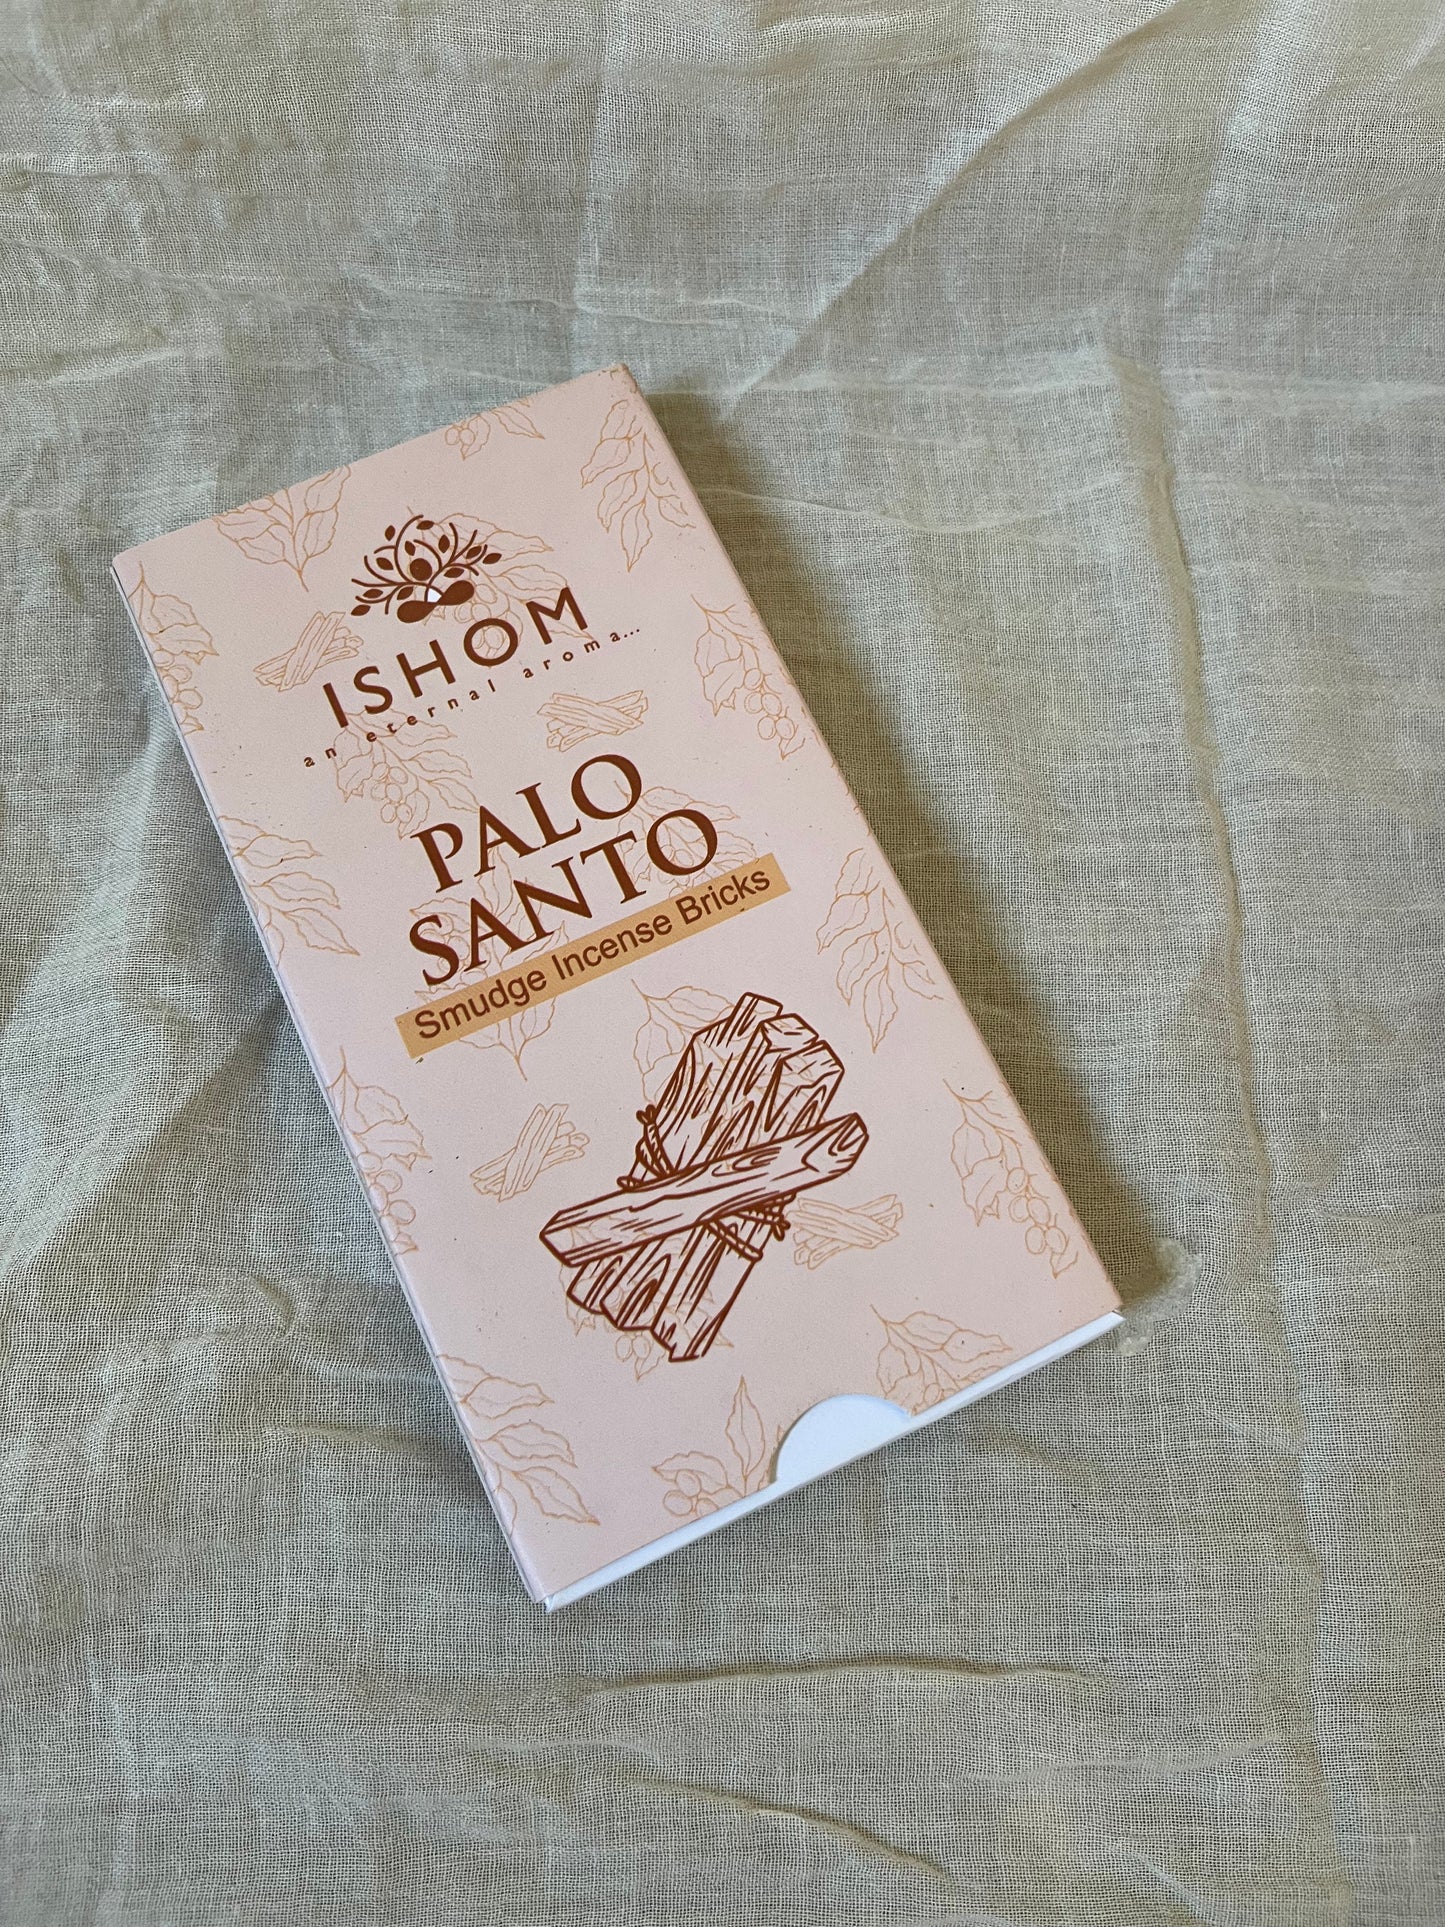 ISHOM
an eternal aroma...
PALO
SANTO
Smudge Incense Bricks